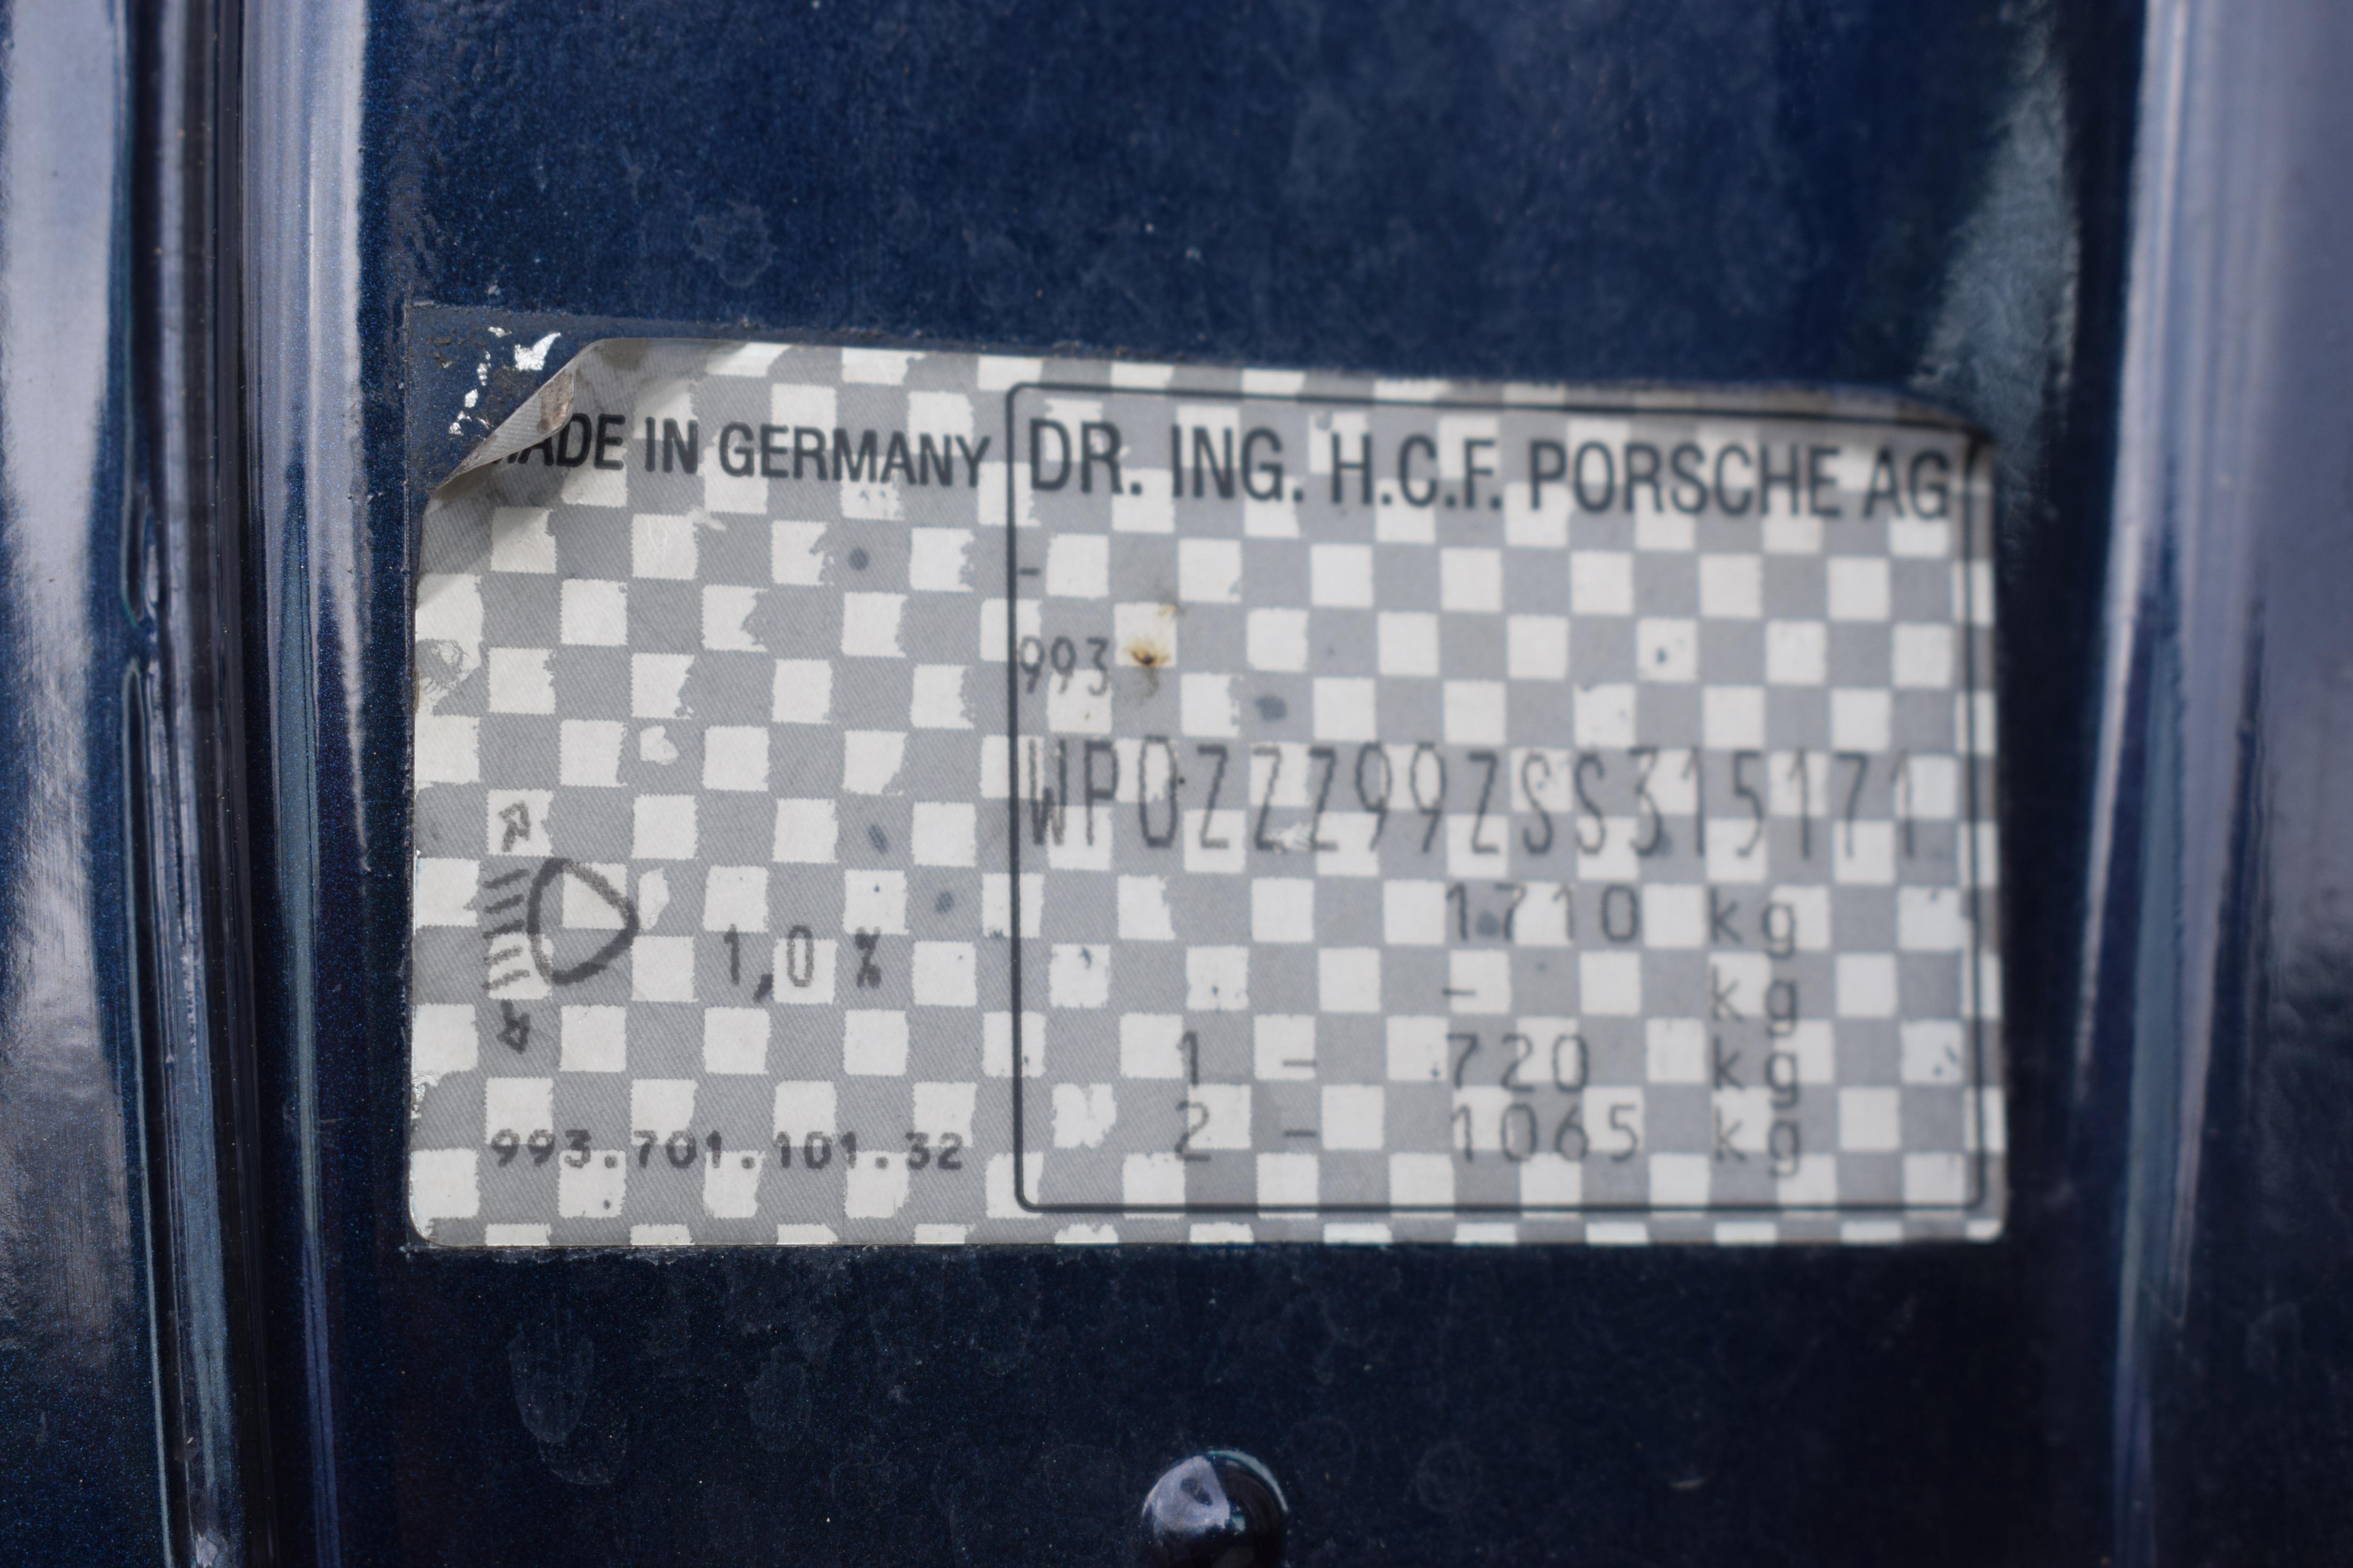 MADE IN GERMANY
1,0 %
993.701.101.32
DR. ING. H.C.F. PORSCHE AG
-
993
WP0ZZZ99ZSS315171
1710 kg
- kg
1 - 720 kg
2 - 1065 kg